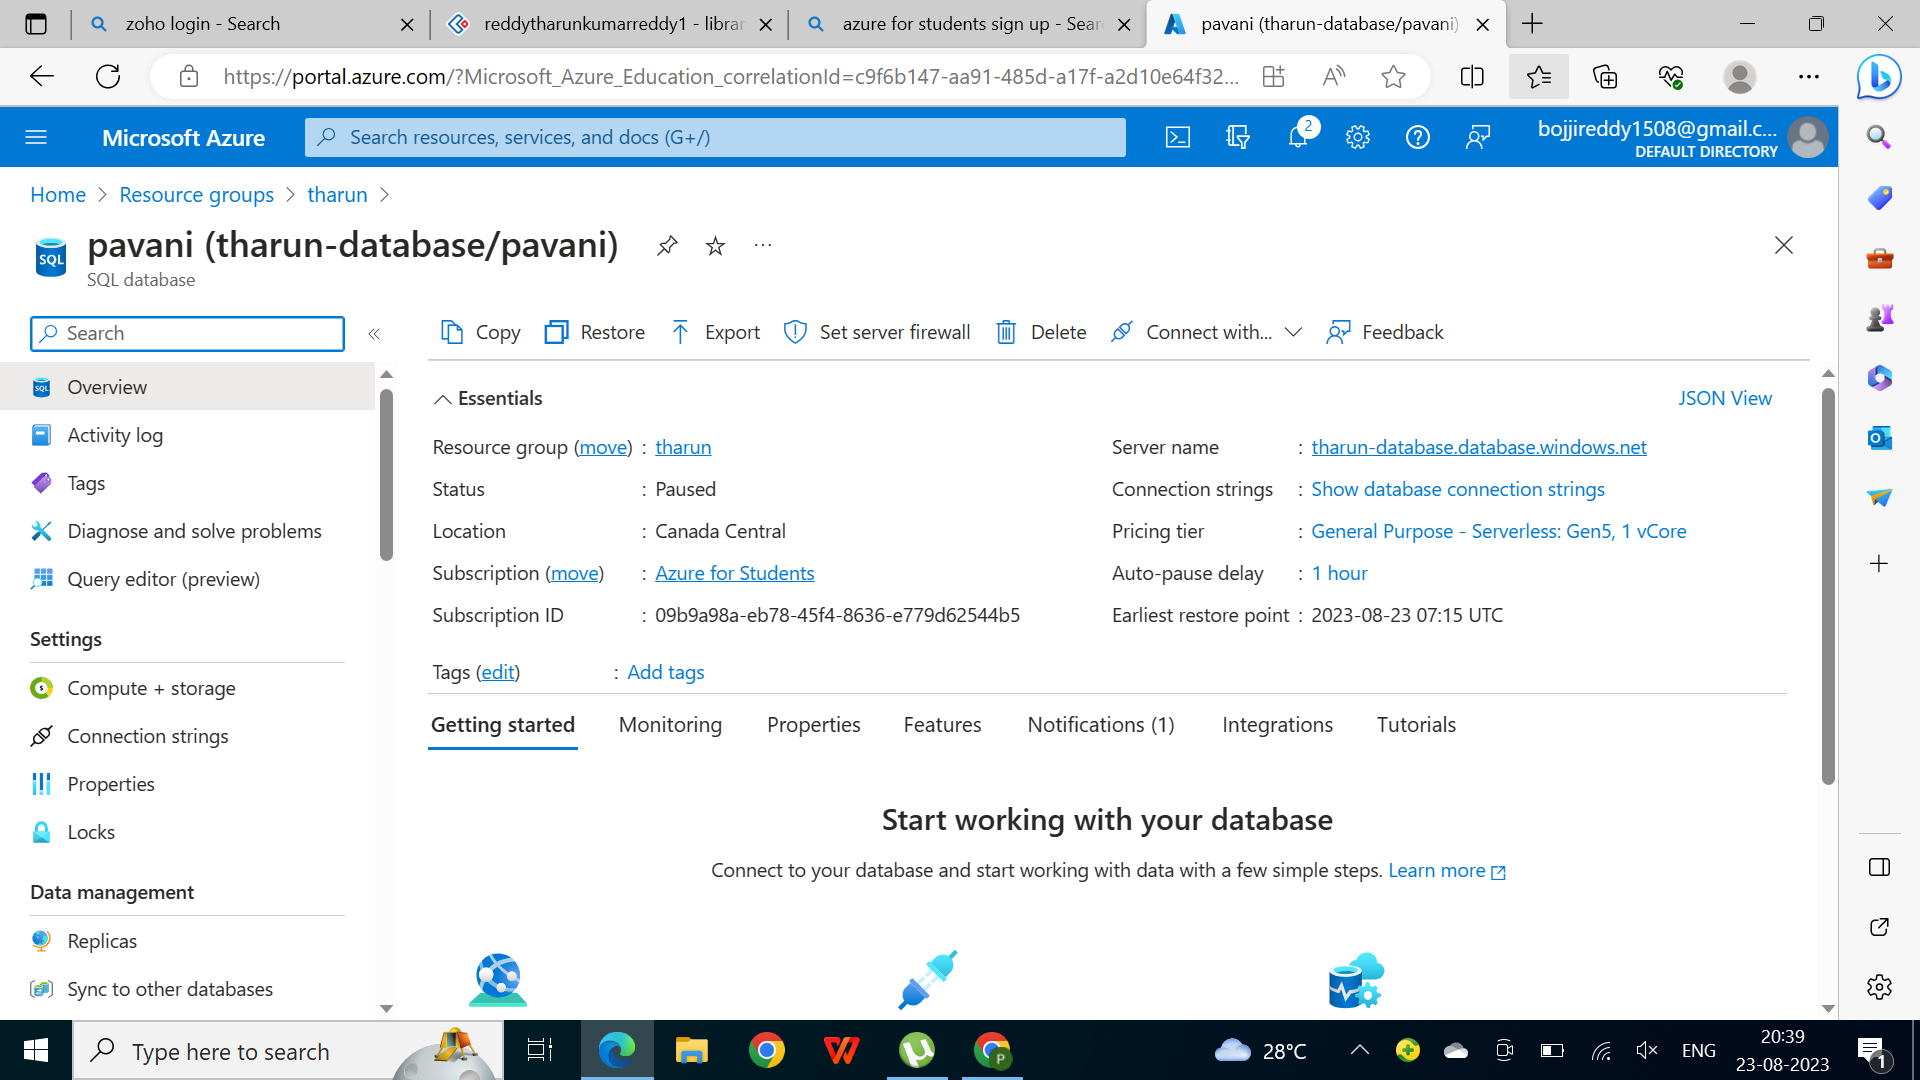 zoho login - Search
reddytharunkumarreddy1 - librar
azure for students sign up - Sear
pavani (tharun-database/pavani)
https://portal.azure.com/?Microsoft_Azure_Education_correlationId=c9f6b147-aa91-485d-a17f-a2d10e64f32...
Microsoft Azure
Search resources, services, and docs (G+/)
2
bojjireddy1508@gmail.c...
DEFAULT DIRECTORY
Home > Resource groups > tharun >
pavani (tharun-database/pavani)
SQL
SQL database
Search
Copy
Restore
Export
Set server firewall
Delete
Connect with...
Feedback
Overview
Activity log
Tags
Diagnose and solve problems
Query editor (preview)
Settings
Compute + storage
Connection strings
Properties
Locks
Data management
Replicas
Sync to other databases
Essentials
JSON View
Resource group (move) : tharun
Status : Paused
Location : Canada Central
Subscription (move) : Azure for Students
Subscription ID : 09b9a98a-eb78-45f4-8636-e779d62544b5
Server name : tharun-database.database.windows.net
Connection strings : Show database connection strings
Pricing tier : General Purpose - Serverless: Gen5, 1 vCore
Auto-pause delay : 1 hour
Earliest restore point : 2023-08-23 07:15 UTC
Tags (edit) : Add tags
Getting started
Monitoring
Properties
Features
Notifications (1)
Integrations
Tutorials
Start working with your database
Connect to your database and start working with data with a few simple steps. Learn more
Type here to search
P
28°C
ENG
20:39
23-08-2023
1